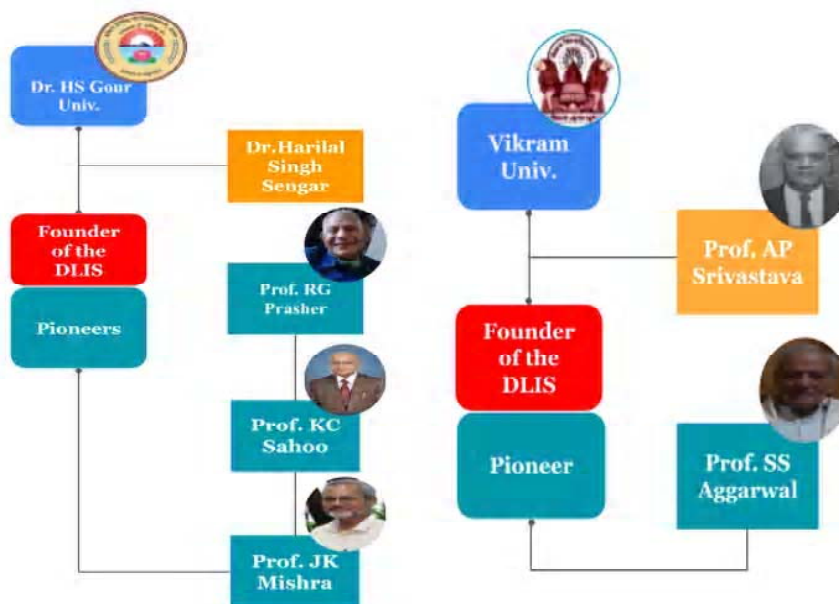 Dr. HS Gour
Univ.
Dr.Harilal
Singh
Sengar
Founder
of the
DLIS
Pioneers
Prof. RG
Prasher
Prof. KC
Sahoo
Prof. JK
Mishra
Vikram
Univ.
Prof. AP
Srivastava
Founder
of the
DLIS
Pioneer
Prof. SS
Aggarwal